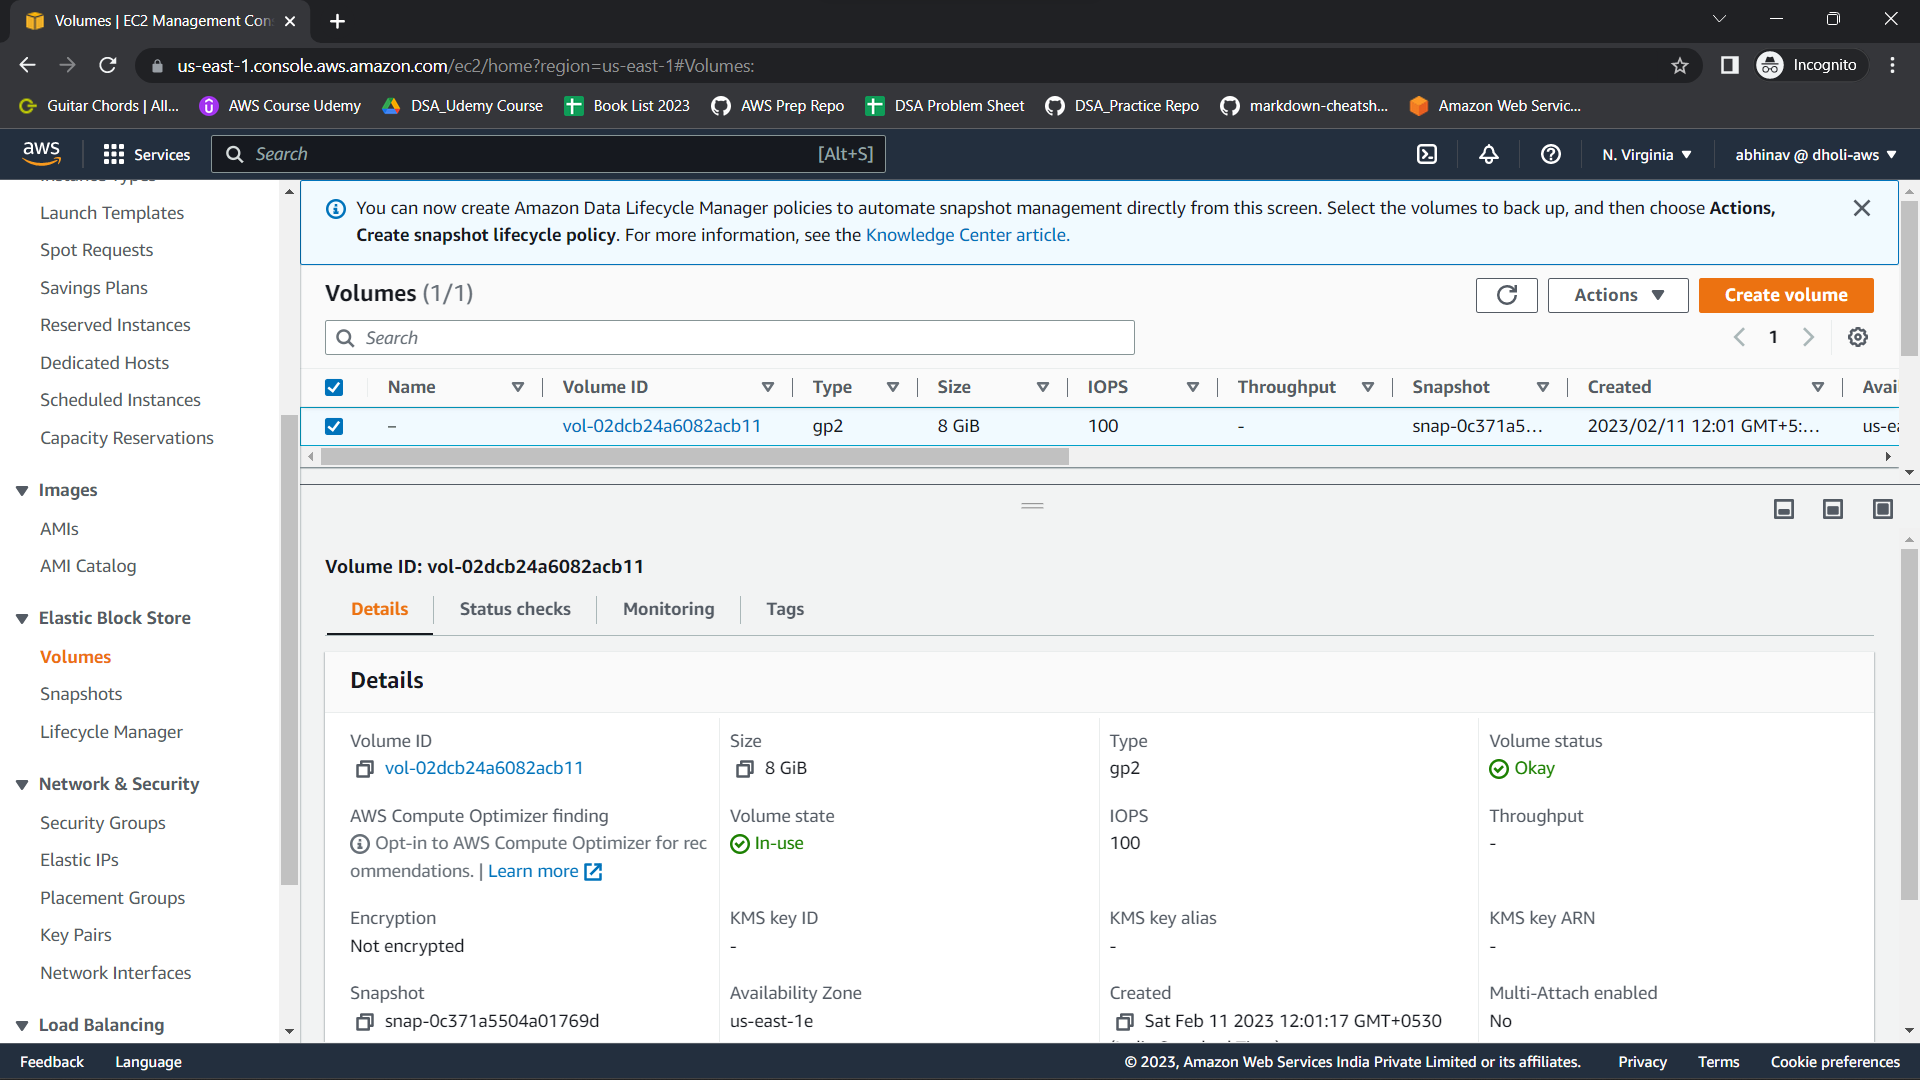 Volumes | EC2 Management Con
us-east-1.console.aws.amazon.com/ec2/home?region=us-east-1#Volumes:
Incognito
Guitar Chords | All...
AWS Course Udemy
DSA_Udemy Course
Book List 2023
AWS Prep Repo
DSA Problem Sheet
DSA_Practice Repo
markdown-cheatsh...
Amazon Web Servic...
aws
Services
Search
[Alt+S]
N. Virginia
abhinav @ dholi-aws
Instance Types
Launch Templates
Spot Requests
Savings Plans
Reserved Instances
Dedicated Hosts
Scheduled Instances
Capacity Reservations
Images
AMIs
AMI Catalog
Elastic Block Store
Volumes
Snapshots
Lifecycle Manager
Network & Security
Security Groups
Elastic IPs
Placement Groups
Key Pairs
Network Interfaces
Load Balancing
You can now create Amazon Data Lifecycle Manager policies to automate snapshot management directly from this screen. Select the volumes to back up, and then choose Actions,
Create snapshot lifecycle policy. For more information, see the Knowledge Center article.
Volumes (1/1)
Actions
Create volume
Search
1
Name
Volume ID
Type
Size
IOPS
Throughput
Snapshot
Created
Avai
–
vol-02dcb24a6082acb11
gp2
8 GiB
100
-
snap-0c371a5...
2023/02/11 12:01 GMT+5:...
us-ea
Volume ID: vol-02dcb24a6082acb11
Details
Status checks
Monitoring
Tags
Details
Volume ID
vol-02dcb24a6082acb11
Size
8 GiB
Type
gp2
Volume status
Okay
AWS Compute Optimizer finding
Opt-in to AWS Compute Optimizer for rec
ommendations. | Learn more
Volume state
In-use
IOPS
100
Throughput
-
Encryption
Not encrypted
KMS key ID
-
KMS key alias
-
KMS key ARN
-
Snapshot
snap-0c371a5504a01769d
Availability Zone
us-east-1e
Created
Sat Feb 11 2023 12:01:17 GMT+0530
Multi-Attach enabled
No
Feedback
Language
© 2023, Amazon Web Services India Private Limited or its affiliates.
Privacy
Terms
Cookie preferences